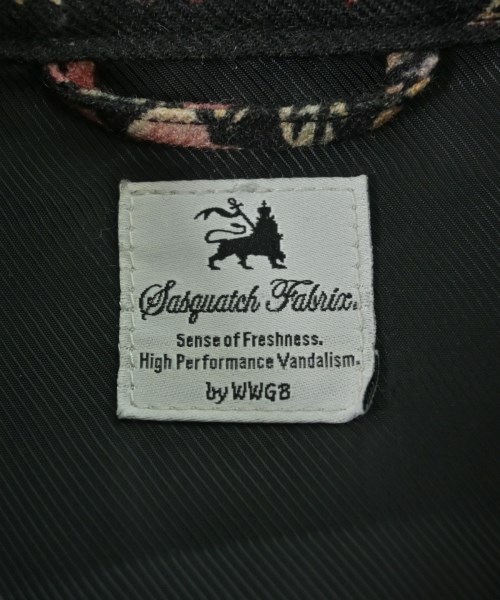 Sasquatch Fabrix.
Sense of Freshness.
High Performance Vandalism.
by WWGB